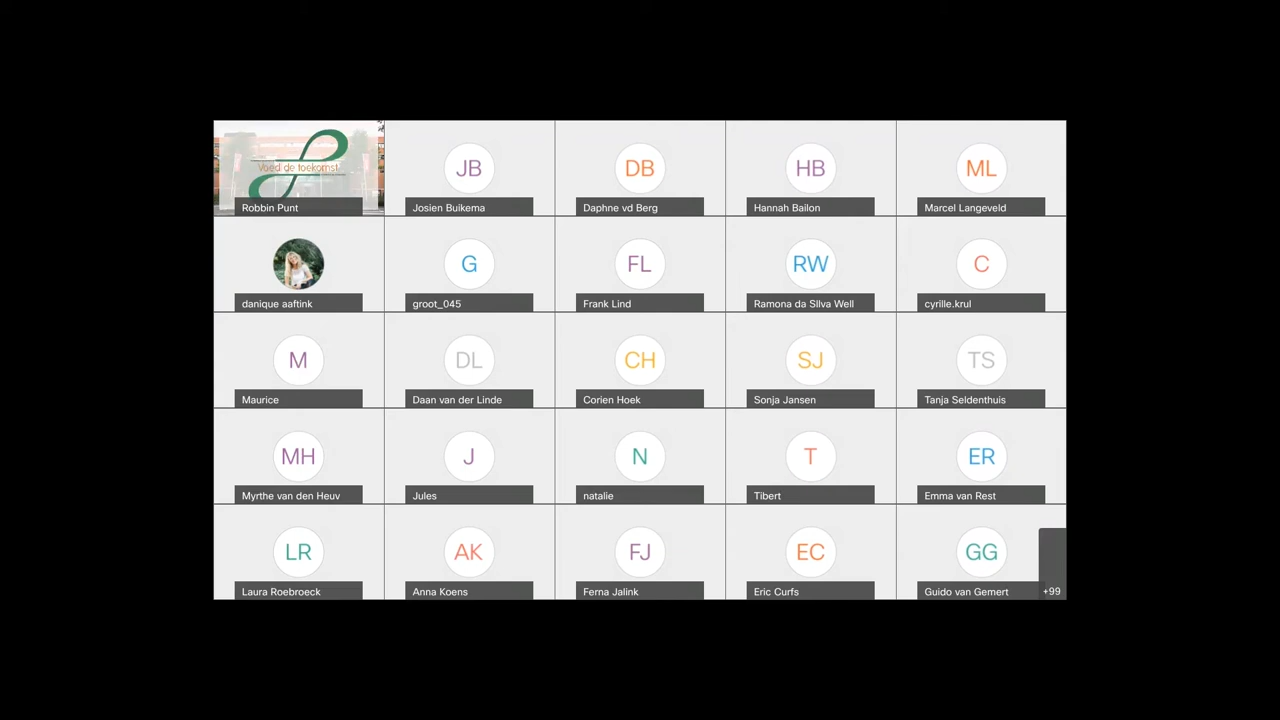 Voed de toekomst
Robbin Punt
JB
Josien Buikema
DB
Daphne vd Berg
HB
Hannah Bailon
ML
Marcel Langeveld
danique aaftink
G
groot_045
FL
Frank Lind
RW
Ramona da SIlva Well
C
cyrille.krul
M
Maurice
DL
Daan van der Linde
CH
Corien Hoek
SJ
Sonja Jansen
TS
Tanja Seldenthuis
MH
Myrthe van den Heuv
J
Jules
N
natalie
T
Tibert
ER
Emma van Rest
LR
Laura Roebroeck
AK
Anna Koens
FJ
Ferna Jalink
EC
Eric Curfs
GG
Guido van Gemert
+99